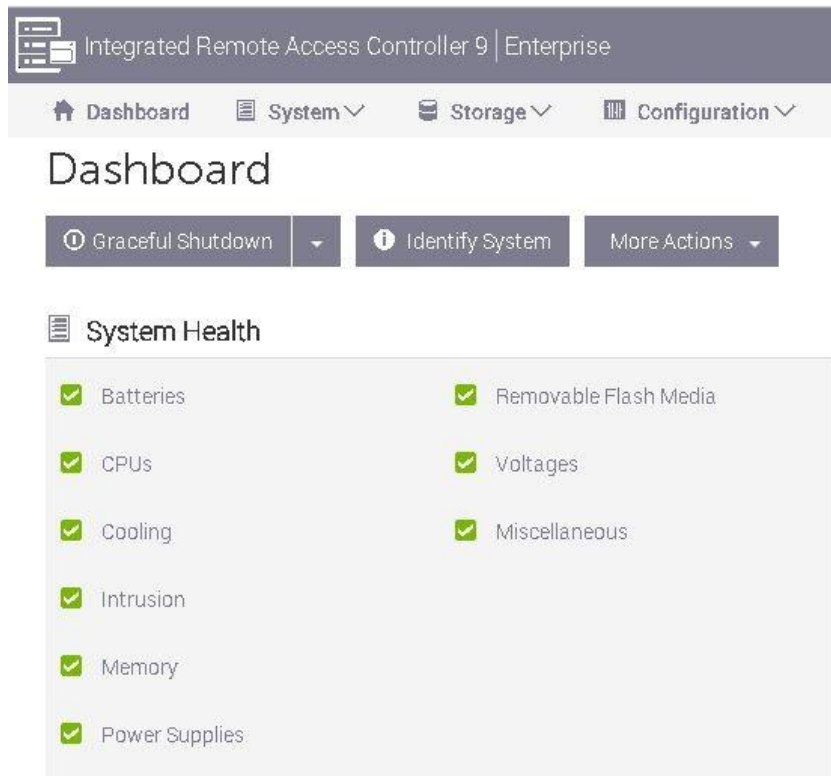 Integrated Remote Access Controller 9 | Enterprise
Dashboard System Storage Configuration
Dashboard
Graceful Shutdown Identify System More Actions
System Health
Batteries Removable Flash Media
CPUs Voltages
Cooling Miscellaneous
Intrusion
Memory
Power Supplies